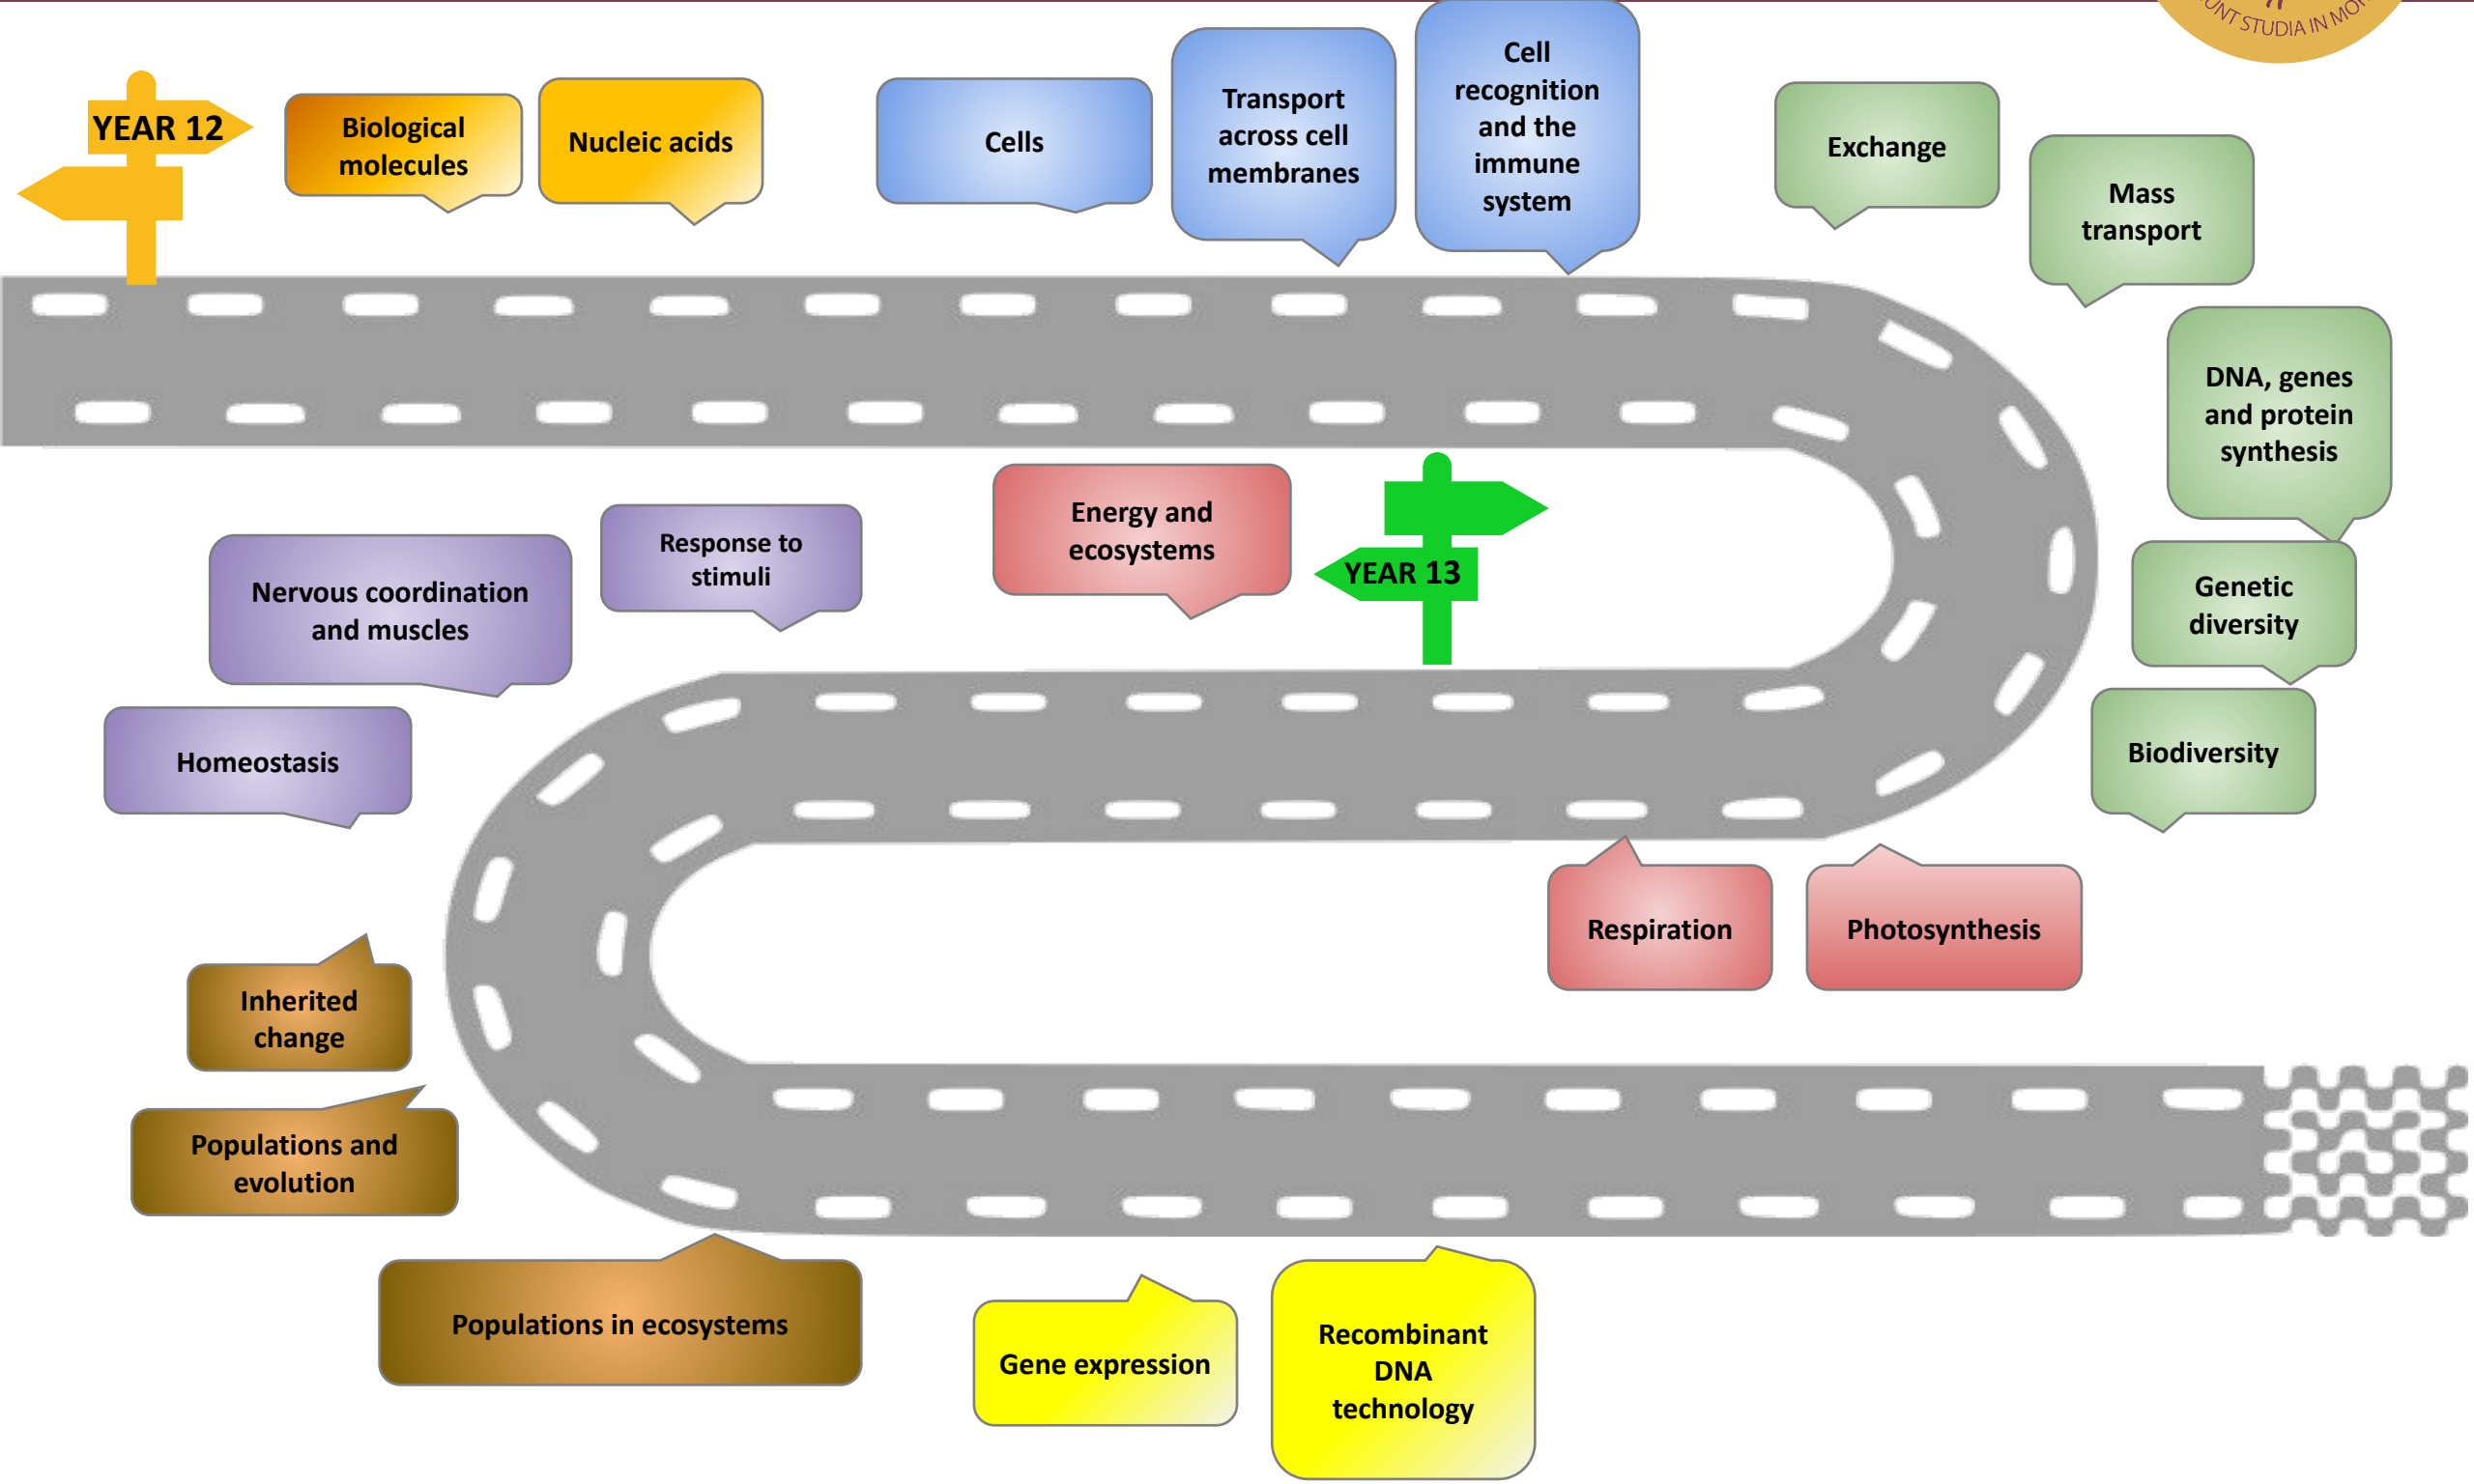 YEAR 12
Biological
molecules
Nucleic acids
Cells
Transport
across cell
membranes
Cell
recognition
and the
immune
system
Exchange
Mass
transport
DNA, genes
and protein
synthesis
Genetic
diversity
Biodiversity
Photosynthesis
Respiration
YEAR 13
Energy and
ecosystems
Response to
stimuli
Nervous coordination
and muscles
Homeostasis
Inherited
change
Populations and
evolution
Populations in ecosystems
Gene expression
Recombinant
DNA
technology
STUDIA IN